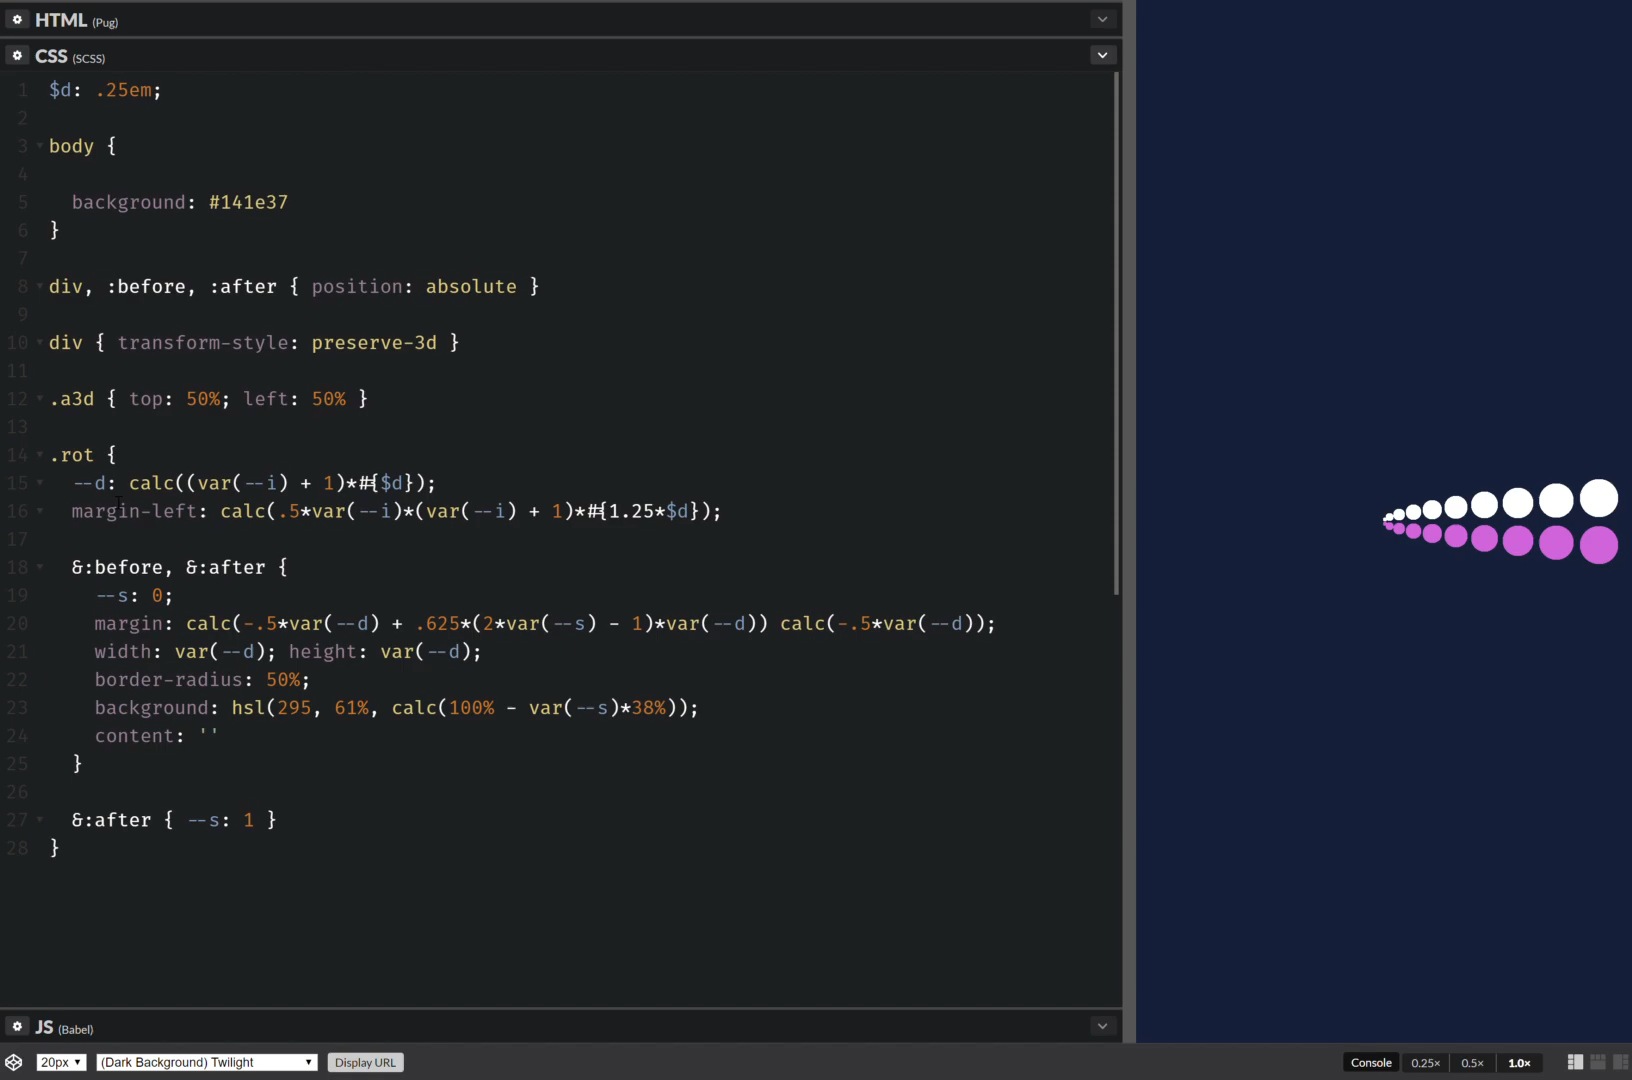 HTML (Pug)
CSS (SCSS)
1 $d: .25em;
2
3 body {
4
5 background: #141e37
6 }
7
8 div, :before, :after { position: absolute }
9
10 div { transform-style: preserve-3d }
11
12 .a3d { top: 50%; left: 50% }
13
14 .rot {
15 --d: calc((var(--i) + 1)*#{$d});
16 margin-left: calc(.5*var(--i)*(var(--i) + 1)*#{1.25*$d});
17
18 &:before, &:after {
19 --s: 0;
20 margin: calc(-.5*var(--d) + .625*(2*var(--s) - 1)*var(--d)) calc(-.5*var(--d));
21 width: var(--d); height: var(--d);
22 border-radius: 50%;
23 background: hsl(295, 61%, calc(100% - var(--s)*38%));
24 content: ''
25 }
26
27 &:after { --s: 1 }
28 }
JS (Babel)
20px (Dark Background) Twilight Display URL Console 0.25× 0.5× 1.0×